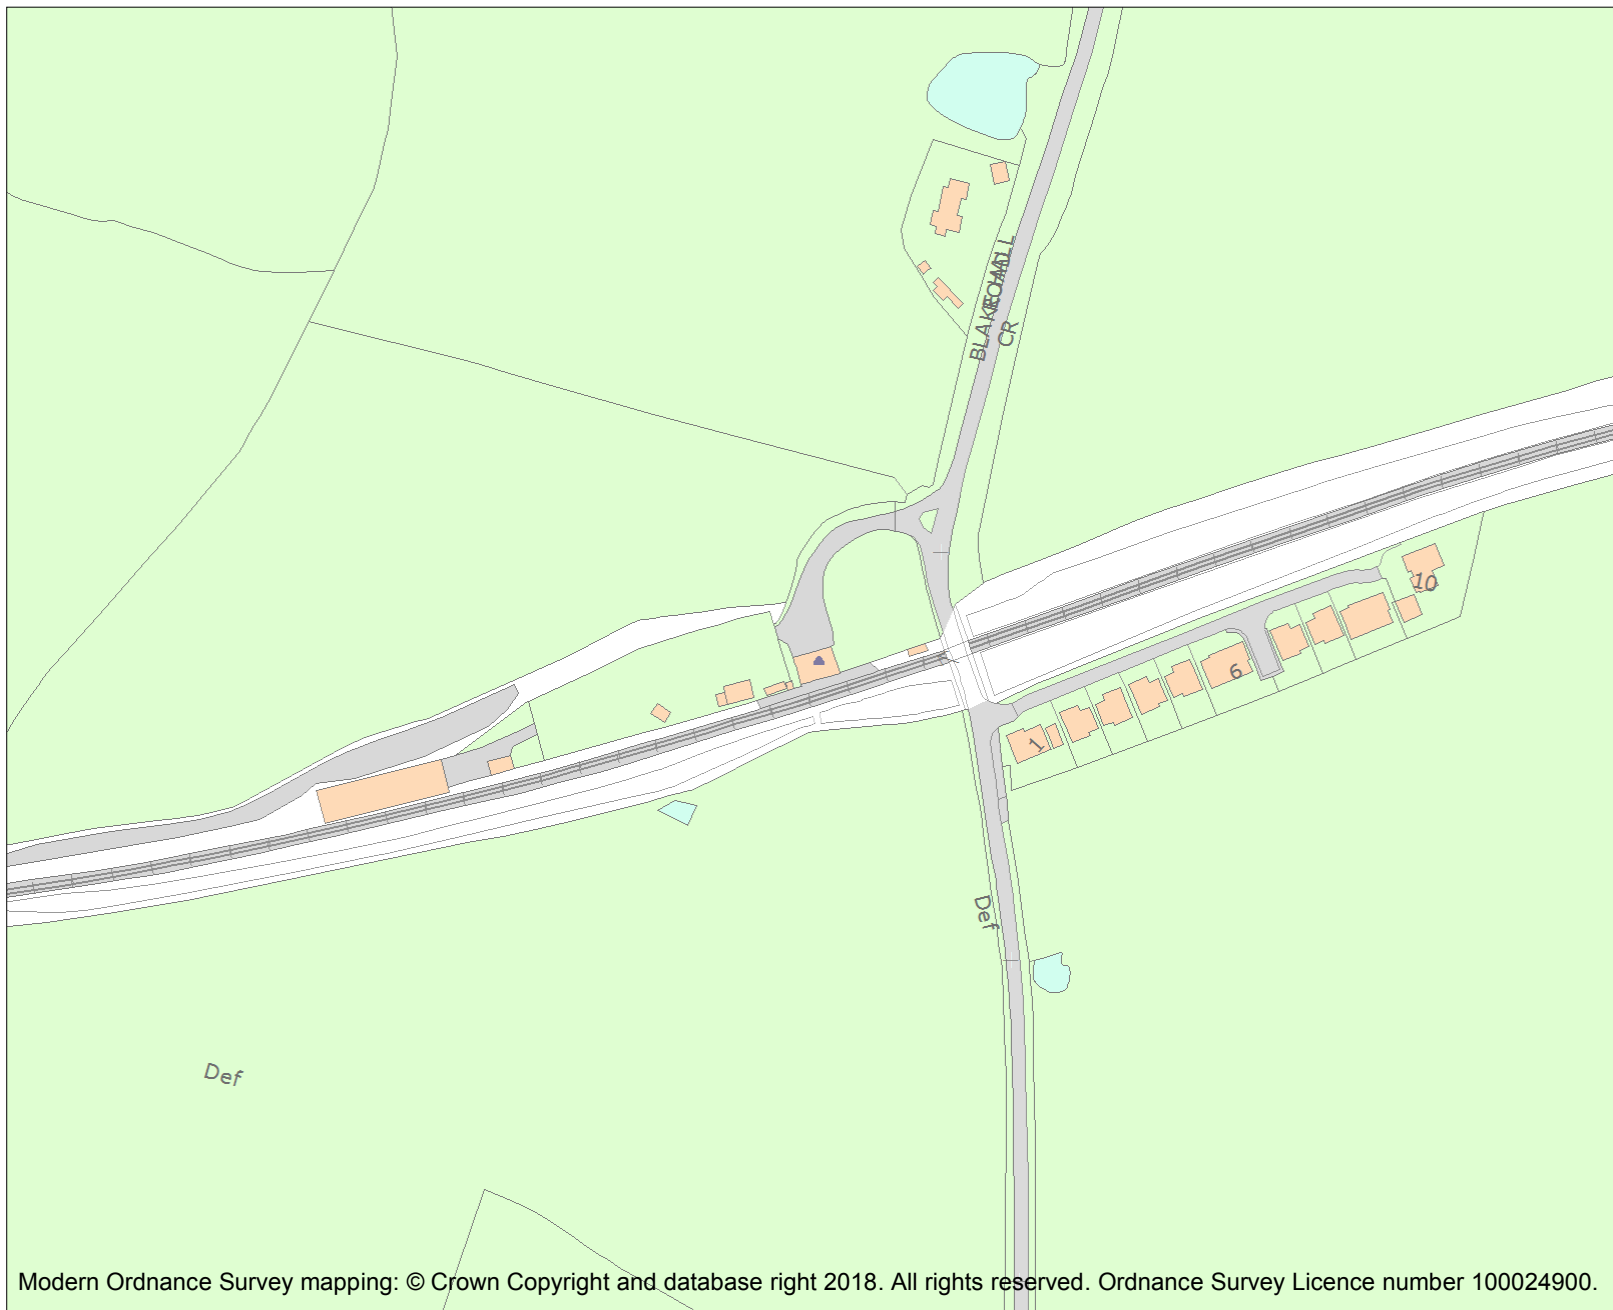 BLAKEHALL
ROAD
CR
10
6
1
Def
Def
Modern Ordnance Survey mapping: © Crown Copyright and database right 2018. All rights reserved. Ordnance Survey Licence number 100024900.